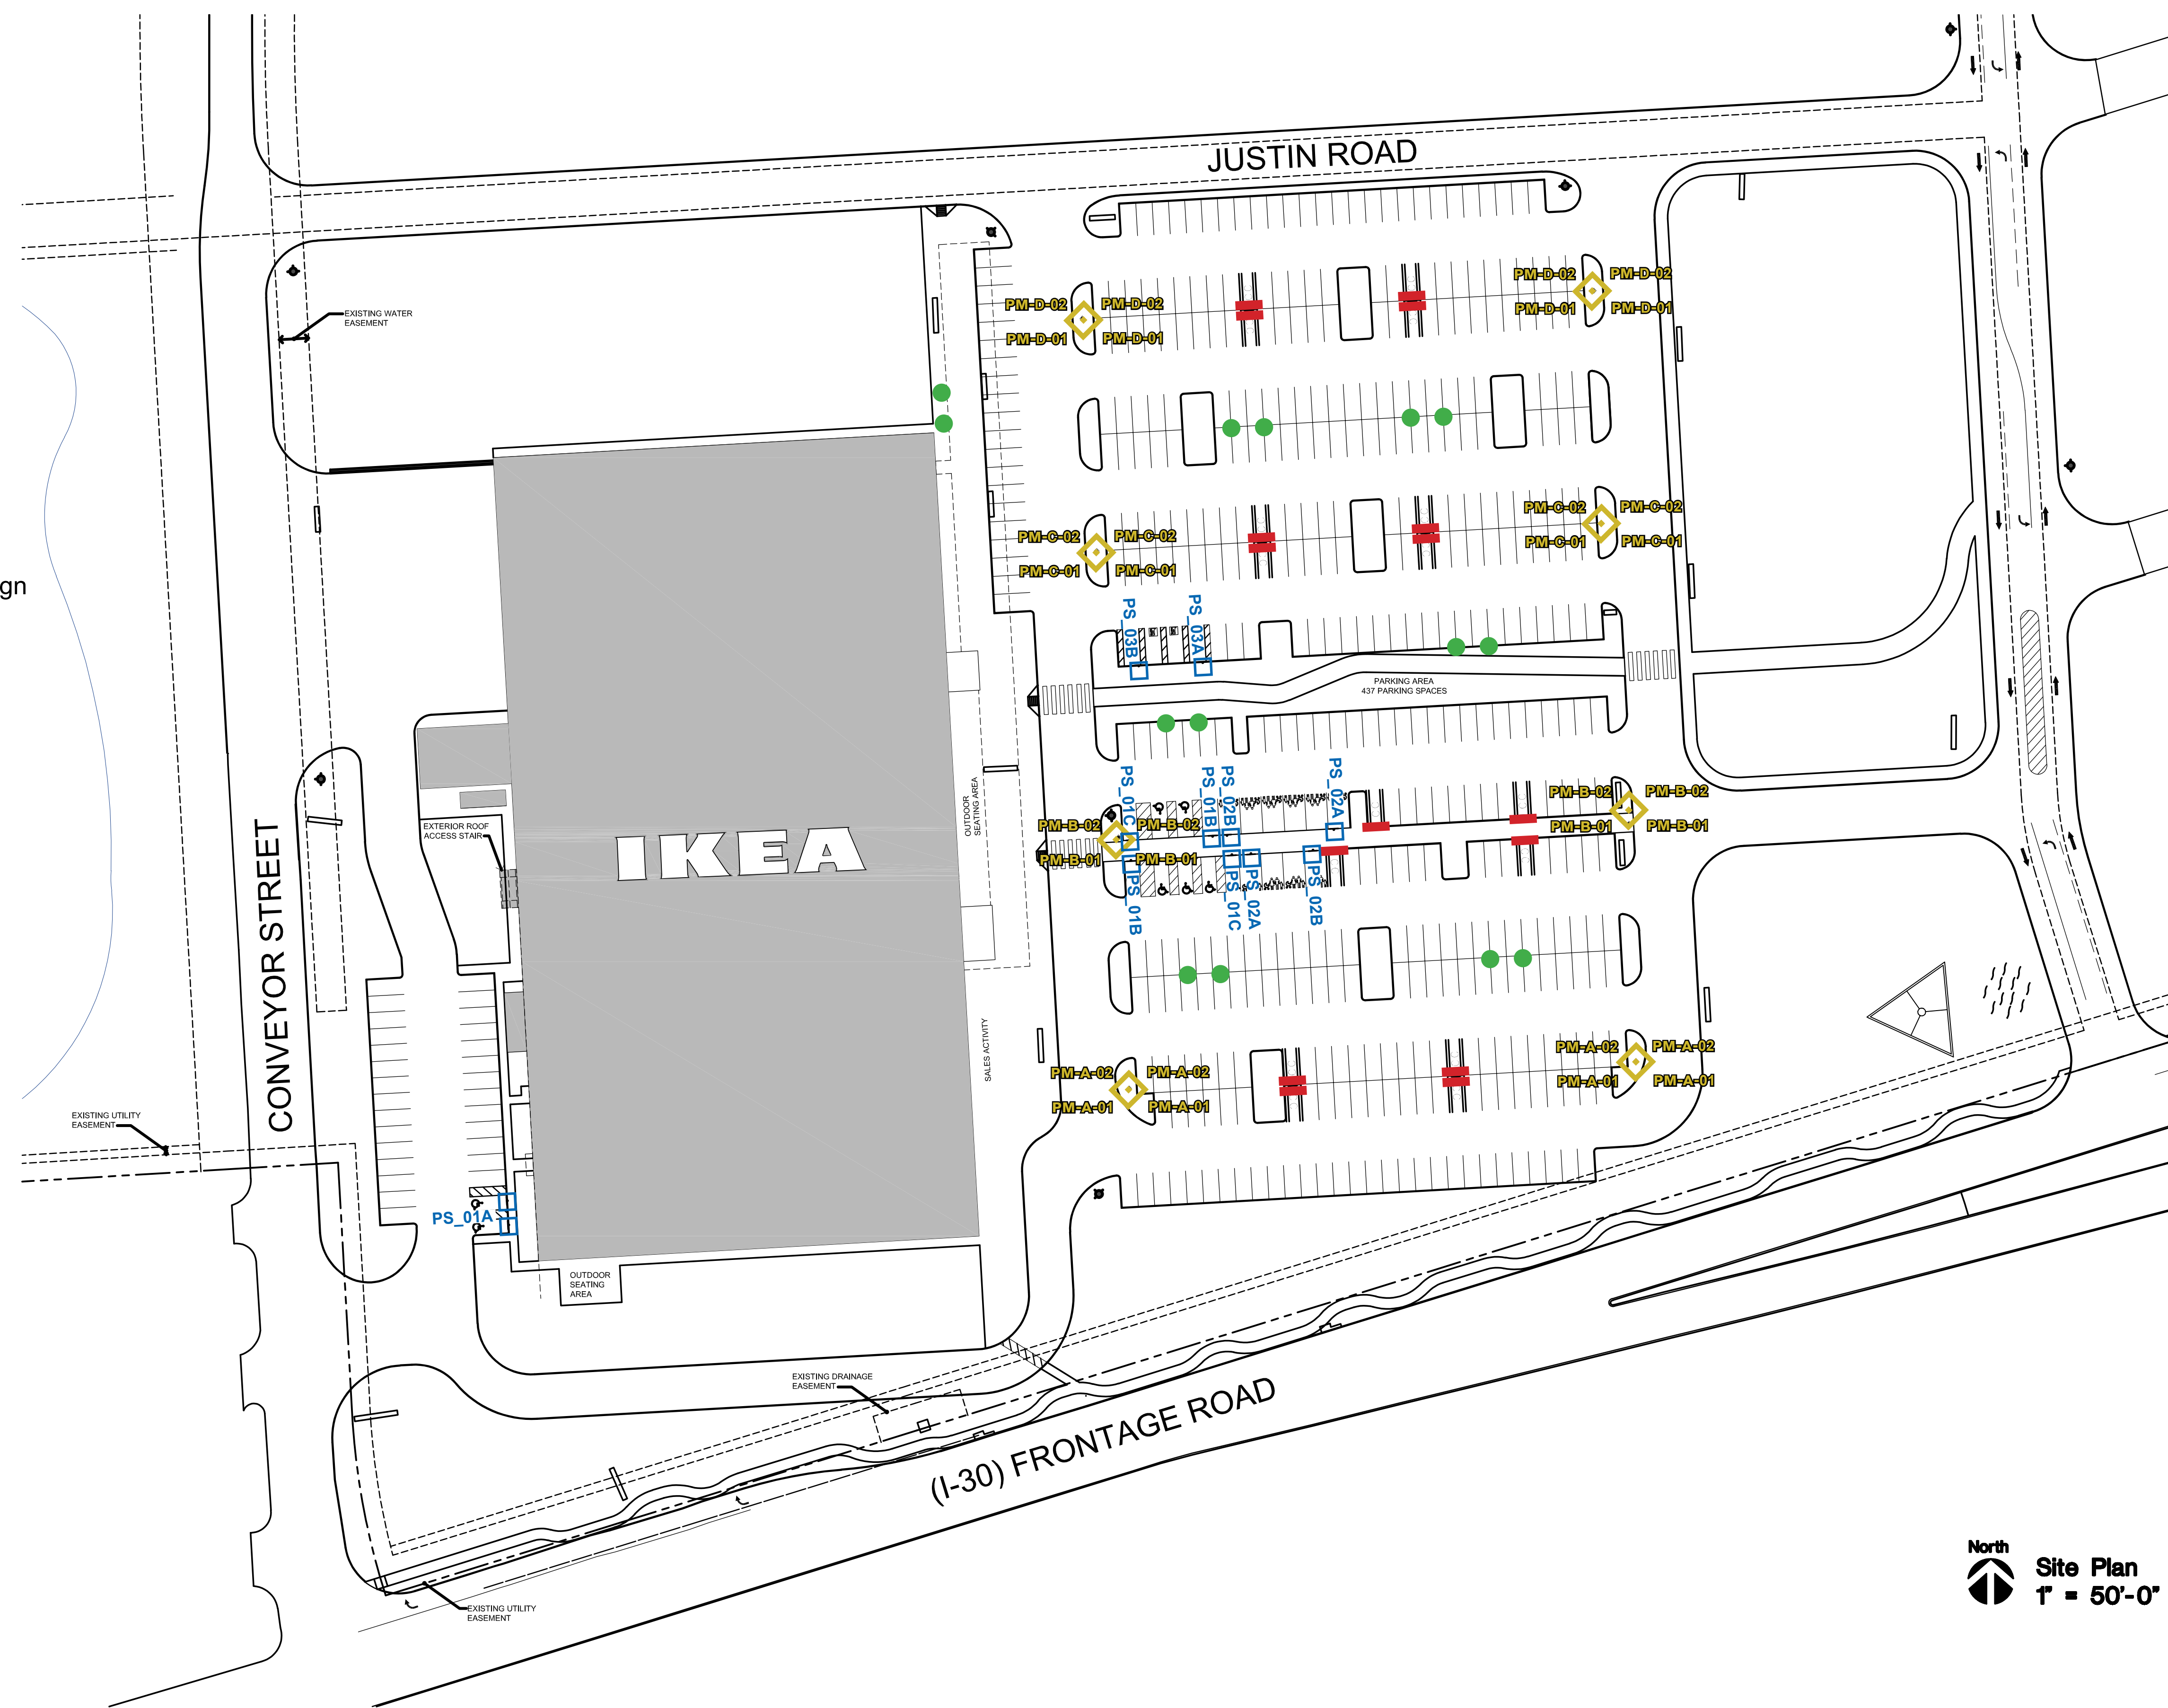 JUSTIN ROAD
PM-D-02 PM-D-02
PM-D-01 PM-D-01
PM-D-02 PM-D-02
PM-D-01 PM-D-01
EXISTING WATER
EASEMENT
PM-C-02 PM-C-02
PM-C-01 PM-C-01
PM-C-02 PM-C-02
PM-C-01 PM-C-01
gn
PS_03B
PS_03A
PARKING AREA
437 PARKING SPACES
PS_01C
PS_01B
PS_02B
PS_02A
PM-B-02 PM-B-02
PM-B-01 PM-B-01
PM-B-02 PM-B-02
PM-B-01 PM-B-01
PS_01B
PS_01C
PS_02A
PS_02B
OUTDOOR
SEATING AREA
EXTERIOR ROOF
ACCESS STAIR
IKEA
CONVEYOR STREET
SALES ACTIVITY
PM-A-02 PM-A-02
PM-A-01 PM-A-01
PM-A-02 PM-A-02
PM-A-01 PM-A-01
EXISTING UTILITY
EASEMENT
PS_01A
OUTDOOR
SEATING
AREA
EXISTING DRAINAGE
EASEMENT
(I-30) FRONTAGE ROAD
EXISTING UTILITY
EASEMENT
North
Site Plan
1" = 50'-0"